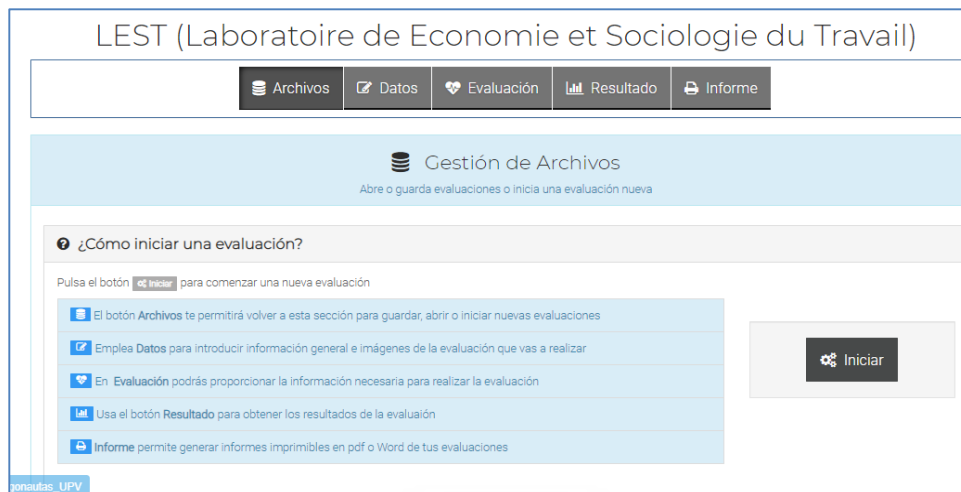 LEST (Laboratoire de Economie et Sociologie du Travail)
Archivos Datos Evaluación Resultado Informe
Gestión de Archivos
Abre o guarda evaluaciones o inicia una evaluación nueva
¿Cómo iniciar una evaluación?
Pulsa el botón Iniciar para comenzar una nueva evaluación
El botón Archivos te permitirá volver a esta sección para guardar, abrir o iniciar nuevas evaluaciones
Emplea Datos para introducir información general e imágenes de la evaluación que vas a realizar
Iniciar
En Evaluación podrás proporcionar la información necesaria para realizar la evaluación
Usa el botón Resultado para obtener los resultados de la evaluaión
Informe permite generar informes imprimibles en pdf o Word de tus evaluaciones
gonautas_UPV